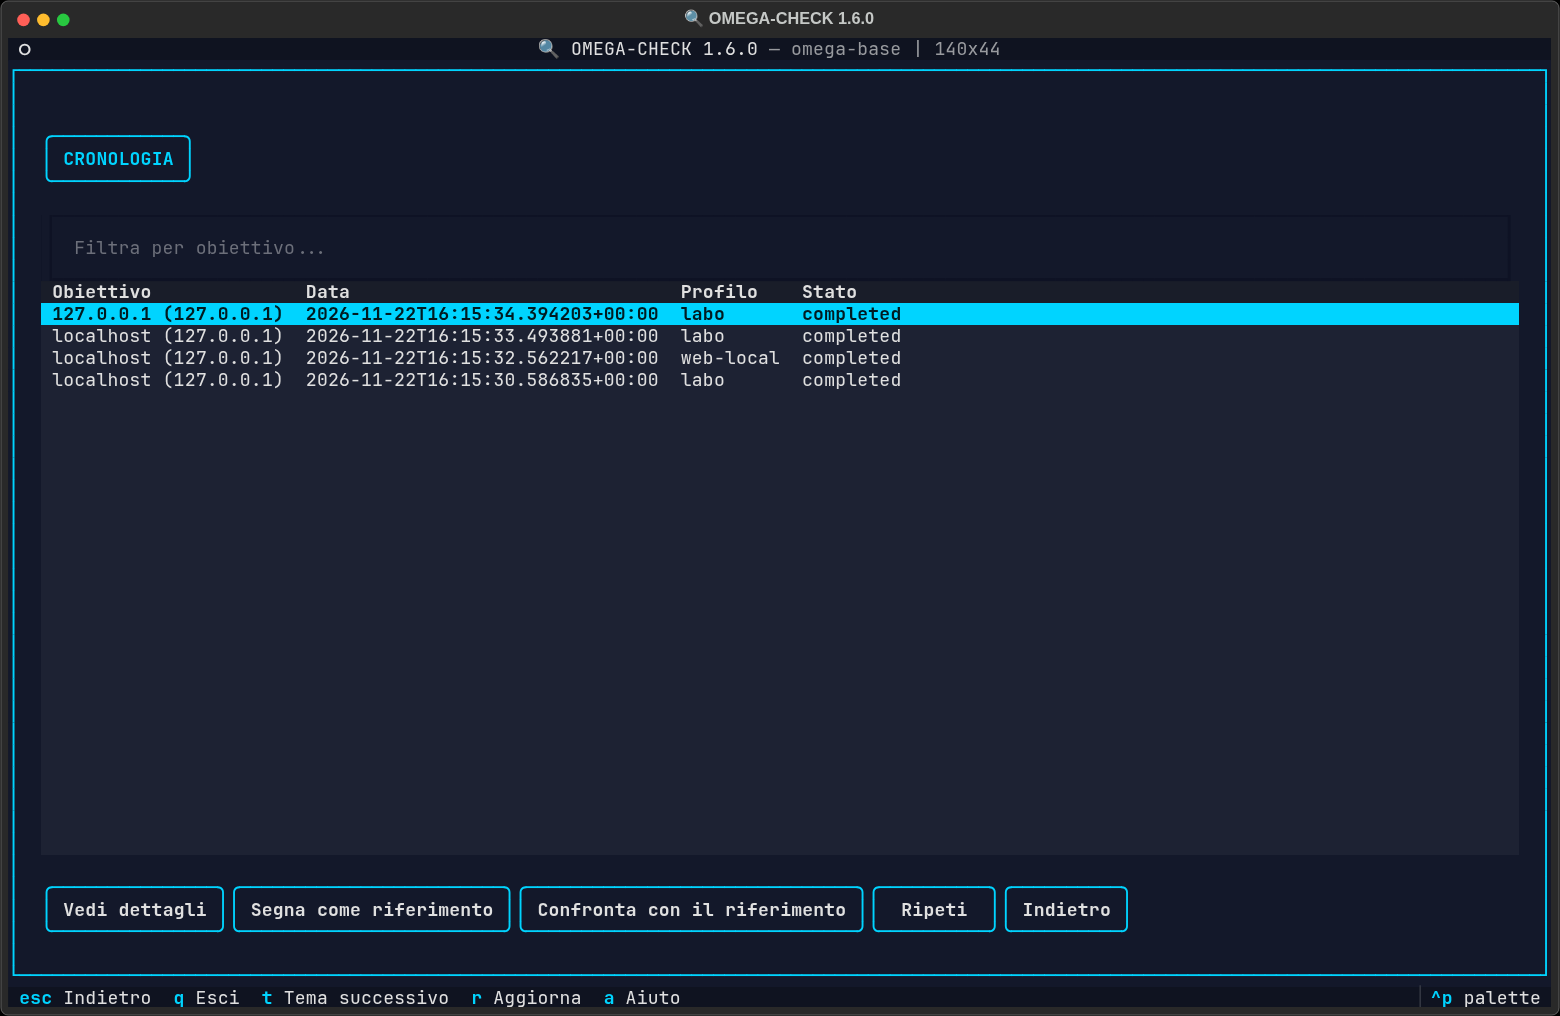 🔍 OMEGA-CHECK 1.6.0
🔍 OMEGA-CHECK 1.6.0 — omega-base | 140x44
CRONOLOGIA
Filtra per obiettivo...
Obiettivo Data Profilo Stato
127.0.0.1 (127.0.0.1) 2026-11-22T16:15:34.394203+00:00 labo completed
localhost (127.0.0.1) 2026-11-22T16:15:33.493881+00:00 labo completed
localhost (127.0.0.1) 2026-11-22T16:15:32.562217+00:00 web-local completed
localhost (127.0.0.1) 2026-11-22T16:15:30.586835+00:00 labo completed
Vedi dettagli Segna come riferimento Confronta con il riferimento Ripeti Indietro
esc Indietro q Esci t Tema successivo r Aggiorna a Aiuto ^p palette